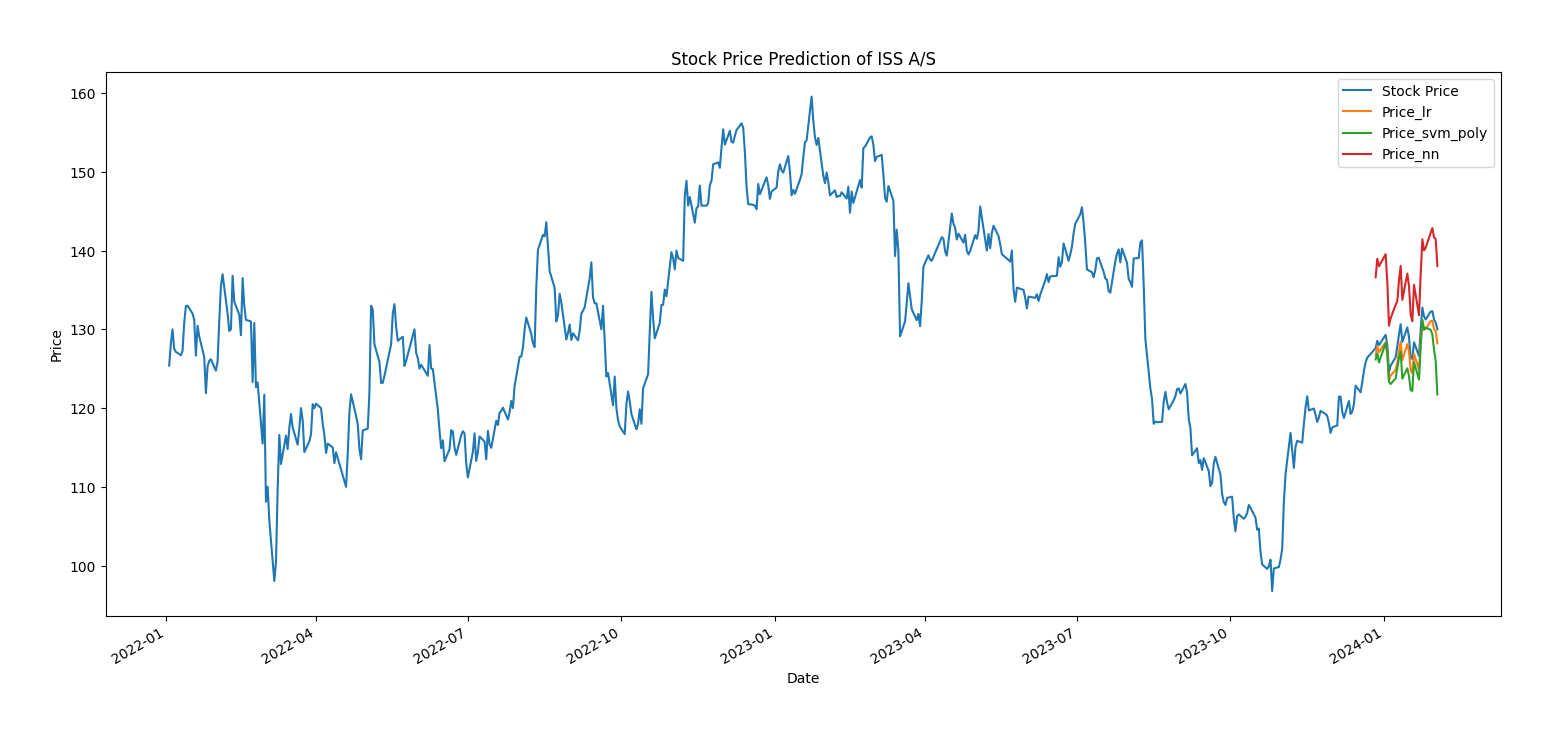 Stock Price Prediction of ISS A/S
Stock Price
Price_lr
Price_svm_poly
Price_nn
160
150
140
130
120
110
100
Price
2022-01
2022-04
2022-07
2022-10
2023-01
2023-04
2023-07
2023-10
2024-01
Date